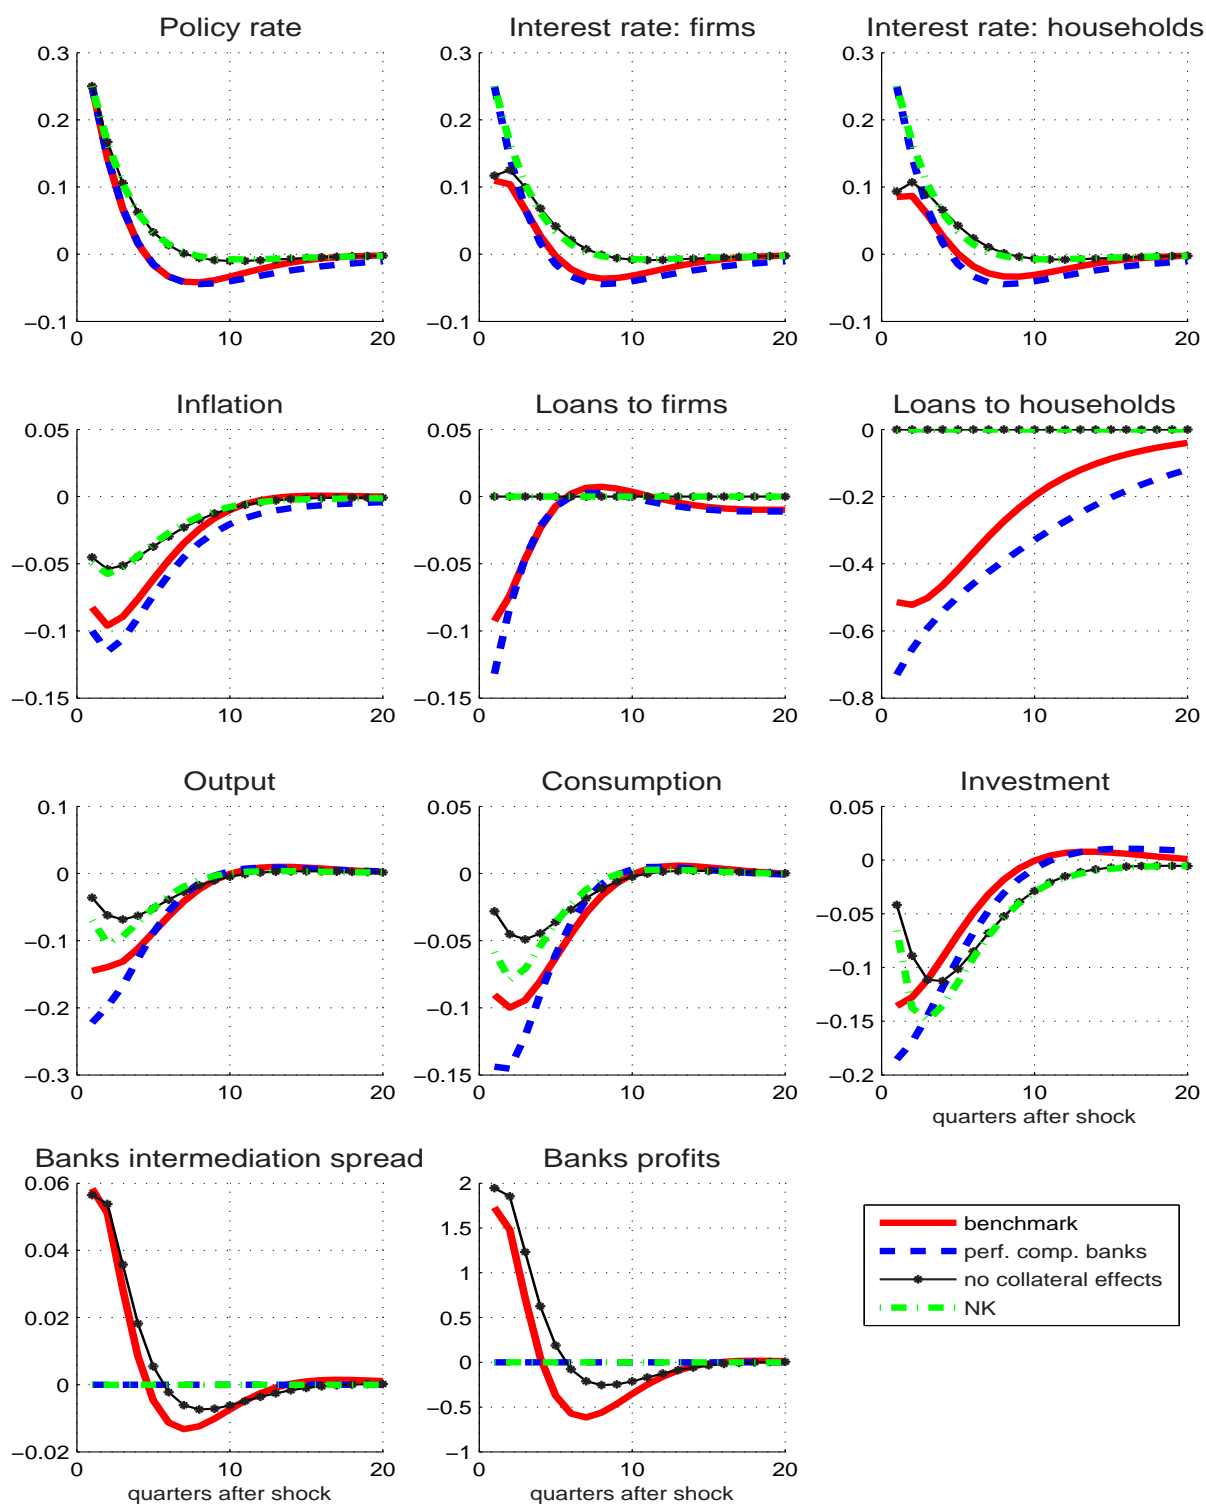 Policy rate
0.3
0.2
0.1
0
−0.1
0 10 20
Interest rate: firms
0.3
0.2
0.1
0
−0.1
0 10 20
Interest rate: households
0.3
0.2
0.1
0
−0.1
0 10 20
Inflation
0.05
0
−0.05
−0.1
−0.15
0 10 20
Loans to firms
0.05
0
−0.05
−0.1
−0.15
0 10 20
Loans to households
0
−0.2
−0.4
−0.6
−0.8
0 10 20
Output
0.1
0
−0.1
−0.2
−0.3
0 10 20
Consumption
0.05
0
−0.05
−0.1
−0.15
0 10 20
Investment
0.05
0
−0.05
−0.1
−0.15
−0.2
0 10 20
quarters after shock
Banks intermediation spread
0.06
0.04
0.02
0
−0.02
0 10 20
quarters after shock
Banks profits
2
1.5
1
0.5
0
−0.5
−1
0 10 20
quarters after shock
benchmark
perf. comp. banks
no collateral effects
NK